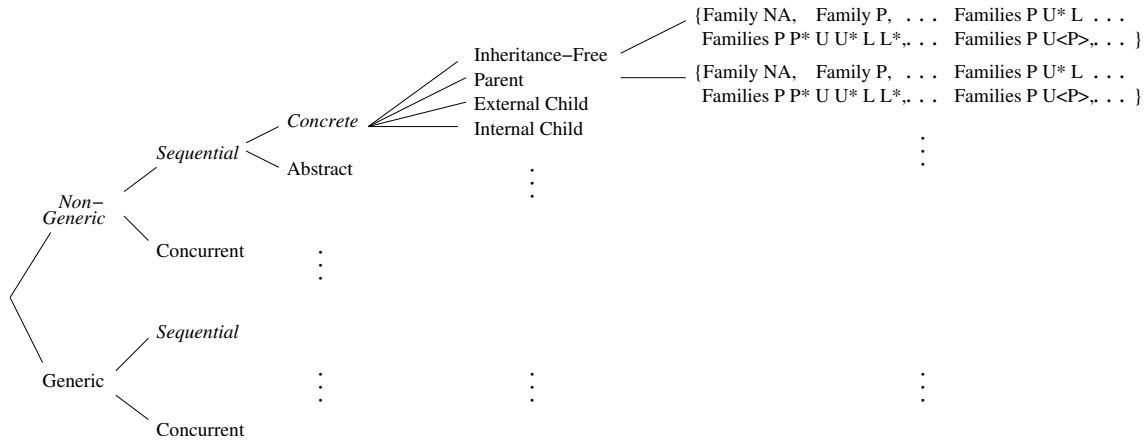 {Family NA, Family P, . . . Families P U* L . . .
Families P P* U U* L L*,. . . Families P U<P>,. . . }
Inheritance−Free
Parent
{Family NA, Family P, . . . Families P U* L . . .
Families P P* U U* L L*,. . . Families P U<P>,. . . }
External Child
Internal Child
Concrete
Sequential
Abstract
Non−
Generic
Concurrent
Sequential
Generic
Concurrent